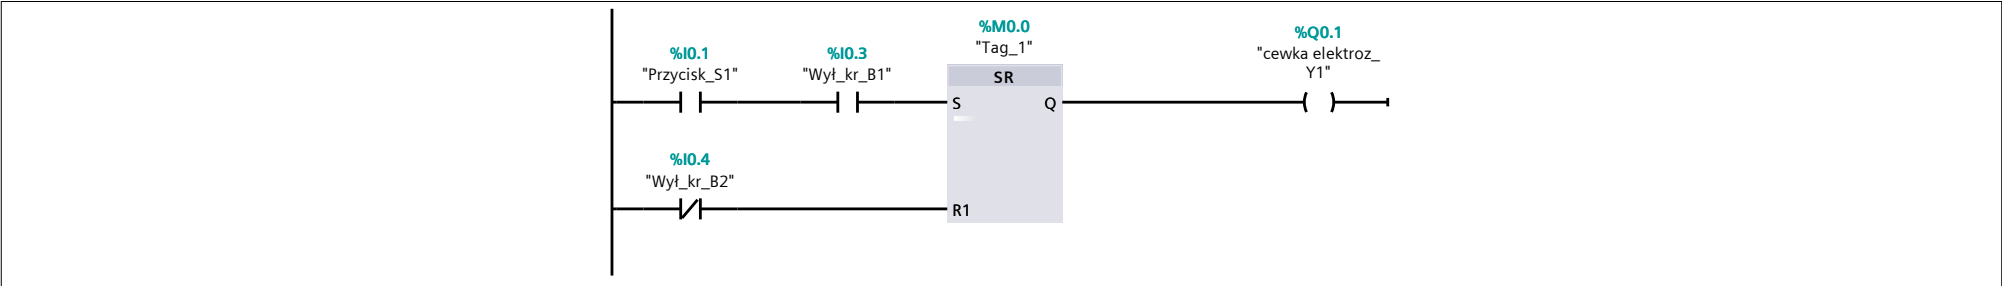 %M0.0
"Tag_1"
%Q0.1
"cewka elektroz_
Y1"
%I0.1
"Przycisk_S1"
%I0.3
"Wył_kr_B1"
SR
S
Q
%I0.4
"Wył_kr_B2"
R1